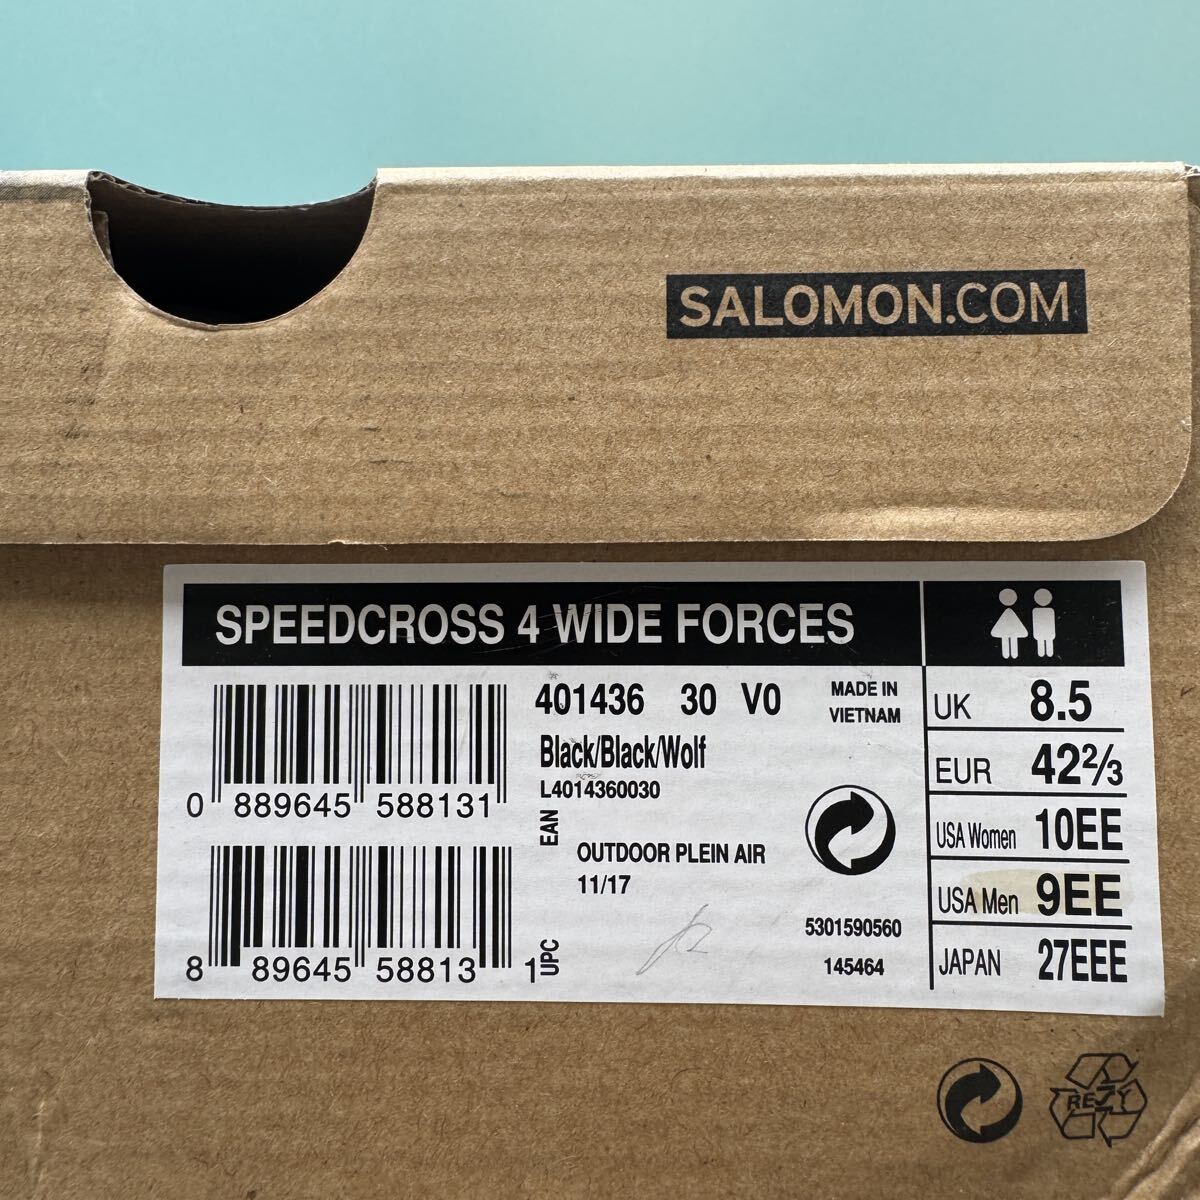 SALOMON.COM
SPEEDCROSS 4 WIDE FORCES
401436 30 V0
MADE IN
VIETNAM
Black/Black/Wolf
L4014360030
0 889645 588131
EAN
OUTDOOR PLEIN AIR
11/17
8 89645 58813 1
UPC
5301590560
145464
UK 8.5
EUR 42⅔
USA Women 10EE
USA Men 9EE
JAPAN 27EEE
RESY